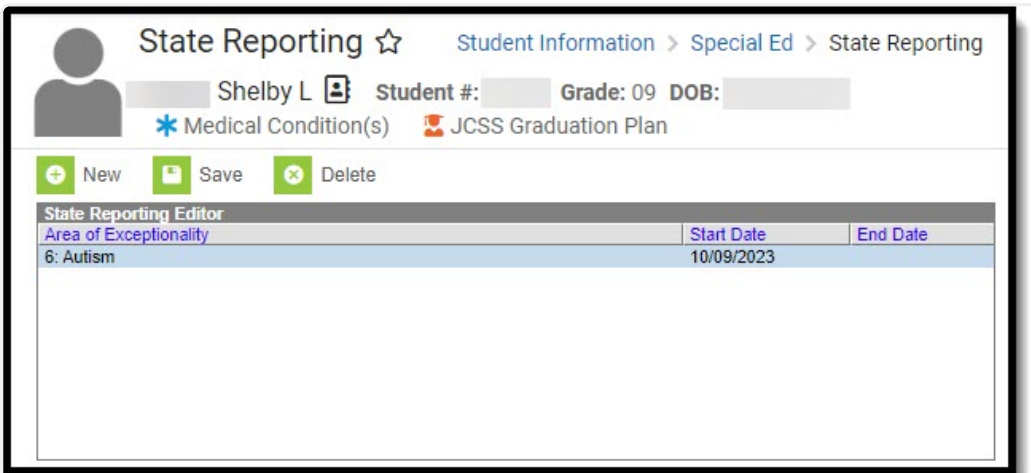 State Reporting Student Information > Special Ed > State Reporting
Shelby L Student #: Grade: 09 DOB:
Medical Condition(s) JCSS Graduation Plan
New Save Delete
State Reporting Editor
Area of Exceptionality Start Date End Date
6: Autism 10/09/2023